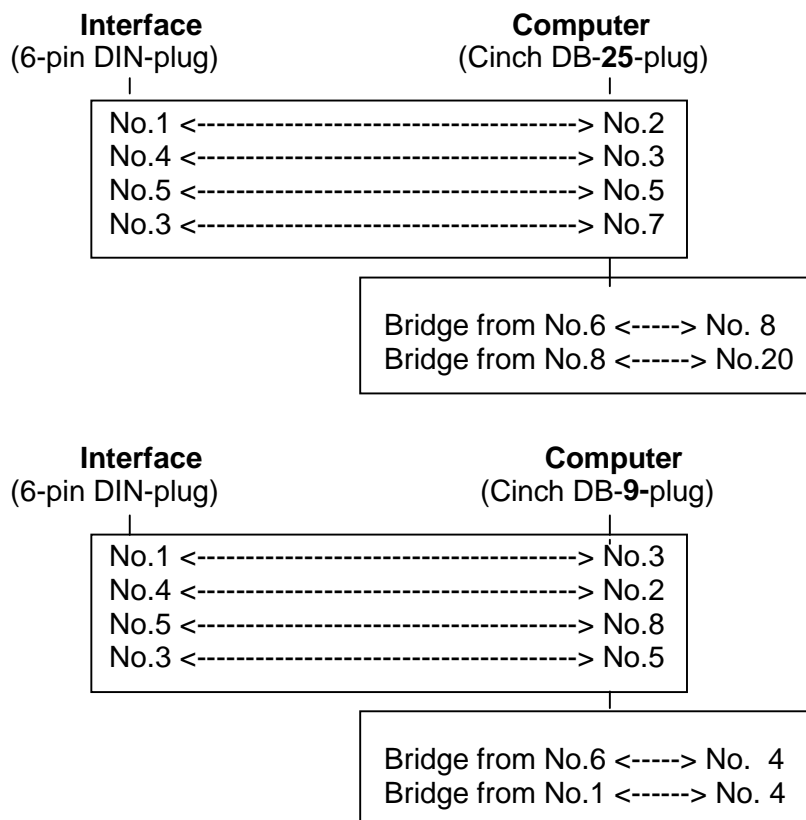 Interface Computer
(6-pin DIN-plug) (Cinch DB-25-plug)
No.1 <---------------------------------------> No.2
No.4 <---------------------------------------> No.3
No.5 <---------------------------------------> No.5
No.3 <---------------------------------------> No.7
Bridge from No.6 <-----> No. 8
Bridge from No.8 <------> No.20
Interface Computer
(6-pin DIN-plug) (Cinch DB-9-plug)
No.1 <---------------------------------------> No.3
No.4 <---------------------------------------> No.2
No.5 <---------------------------------------> No.8
No.3 <---------------------------------------> No.5
Bridge from No.6 <-----> No. 4
Bridge from No.1 <------> No. 4